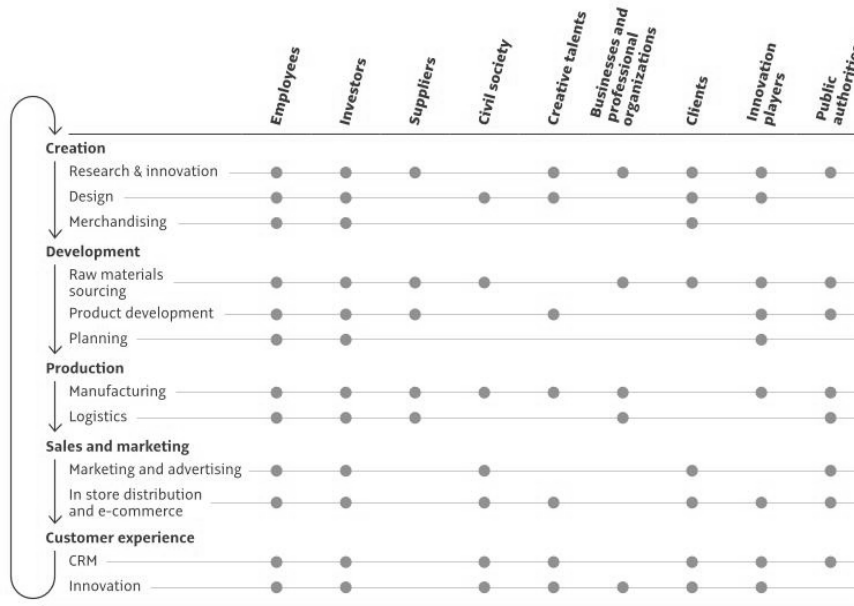 Employees
Investors
Suppliers
Civil society
Creative talents
Businesses and
professional
organizations
Clients
Innovation
players
Public
authorities
Creation
Research & innovation
Design
Merchandising
Development
Raw materials
sourcing
Product development
Planning
Production
Manufacturing
Logistics
Sales and marketing
Marketing and advertising
In store distribution
and e-commerce
Customer experience
CRM
Innovation